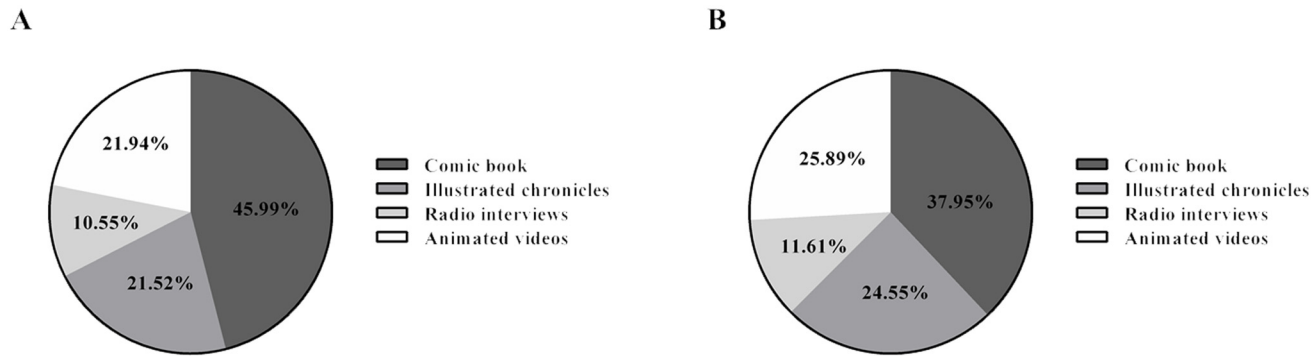 A
21.94%
10.55%
45.99%
21.52%
Comic book
Illustrated chronicles
Radio interviews
Animated videos
B
25.89%
11.61%
37.95%
24.55%
Comic book
Illustrated chronicles
Radio interviews
Animated videos